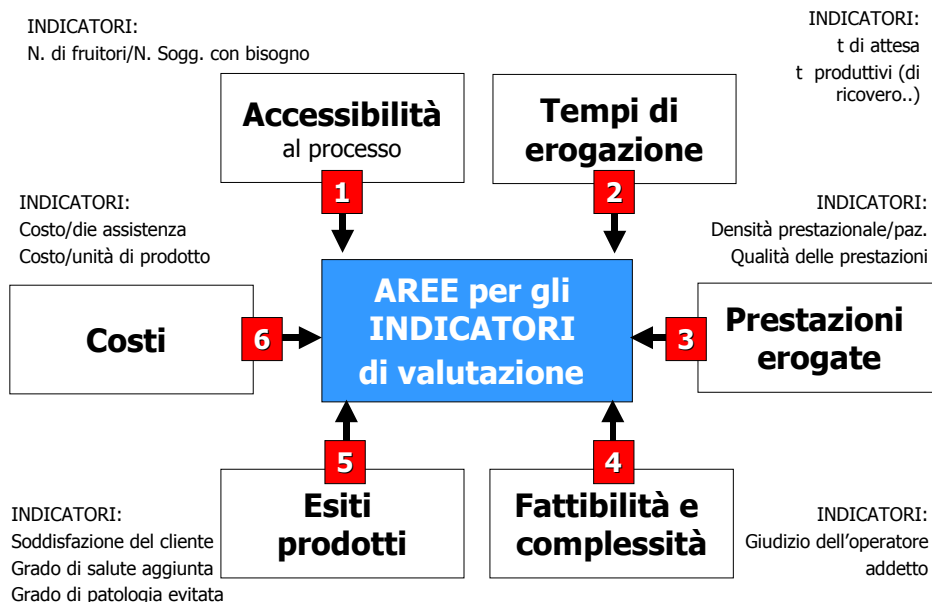 INDICATORI:
N. di fruitori/N. Sogg. con bisogno
INDICATORI:
t di attesa
t produttivi (di
ricovero..)
Accessibilità
al processo
1
Tempi di
erogazione
2
INDICATORI:
Costo/die assistenza
Costo/unità di prodotto
INDICATORI:
Densità prestazionale/paz.
Qualità delle prestazioni
Costi
6
AREE per gli
INDICATORI
di valutazione
3
Prestazioni
erogate
5
Esiti
prodotti
4
Fattibilità e
complessità
INDICATORI:
Soddisfazione del cliente
Grado di salute aggiunta
Grado di patologia evitata
INDICATORI:
Giudizio dell'operatore
addetto